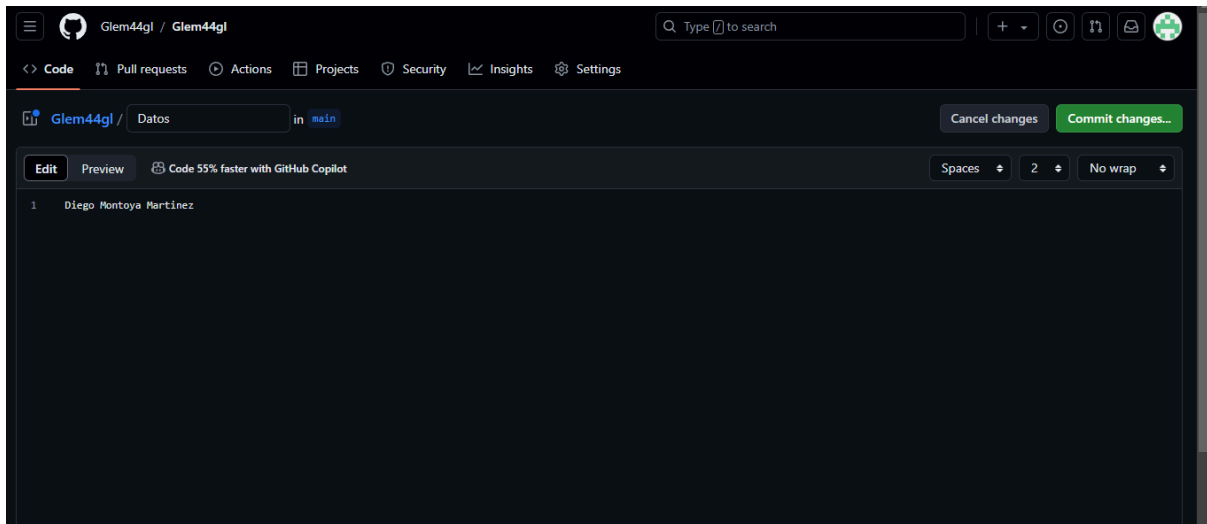 Glem44gl / Glem44gl
Type / to search
Code Pull requests Actions Projects Security Insights Settings
Glem44gl / Datos in main
Cancel changes Commit changes...
Edit Preview Code 55% faster with GitHub Copilot
Spaces 2 No wrap
1 Diego Montoya Martinez